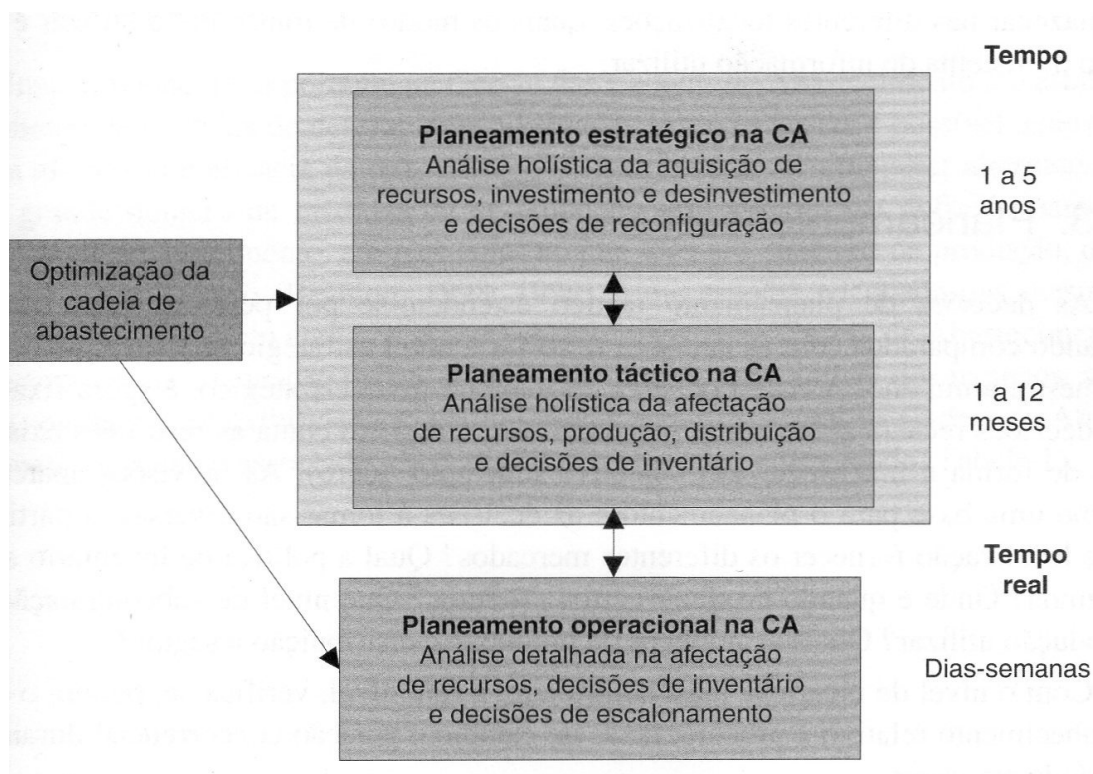 Tempo
Planeamento estratégico na CA
Análise holística da aquisição de
recursos, investimento e desinvestimento
e decisões de reconfiguração
1 a 5
anos
Optimização da
cadeia de
abastecimento
Planeamento táctico na CA
Análise holística da afectação
de recursos, produção, distribuição
e decisões de inventário
1 a 12
meses
Tempo
real
Planeamento operacional na CA
Análise detalhada na afectação
de recursos, decisões de inventário
e decisões de escalonamento
Dias-semanas